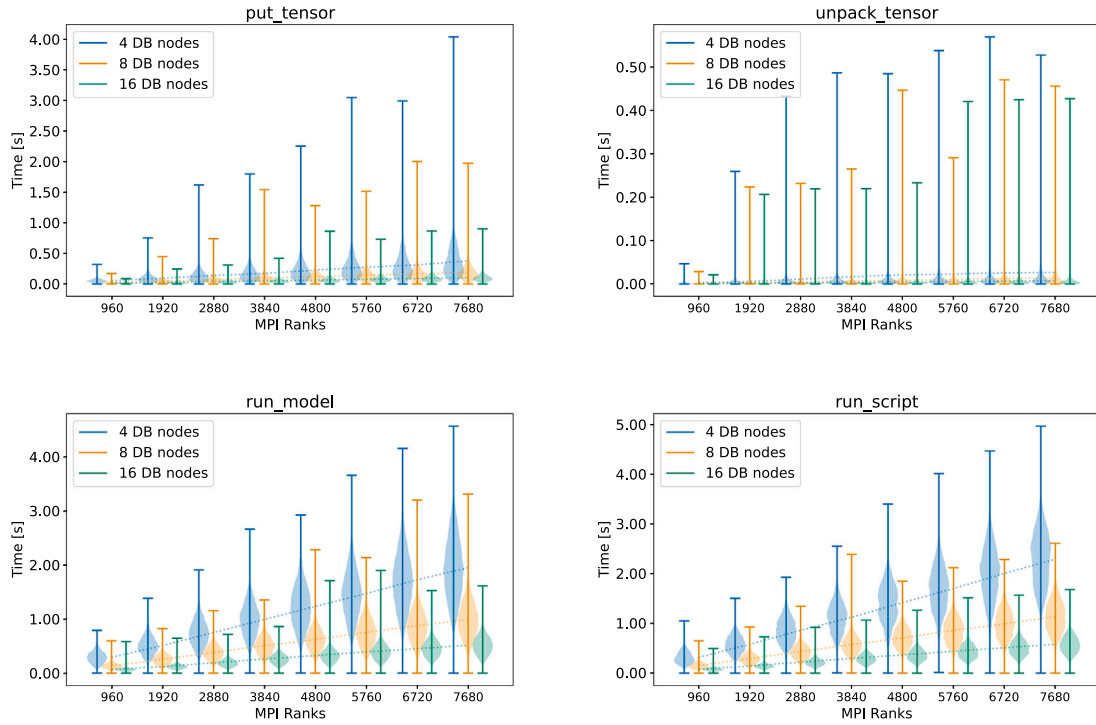 put_tensor
4.00
3.50
3.00
2.50
2.00
1.50
1.00
0.50
0.00
Time [s]
4 DB nodes
8 DB nodes
16 DB nodes
960 1920 2880 3840 4800 5760 6720 7680
MPI Ranks
unpack_tensor
0.50
0.40
0.30
0.20
0.10
0.00
Time [s]
4 DB nodes
8 DB nodes
16 DB nodes
960 1920 2880 3840 4800 5760 6720 7680
MPI Ranks
run_model
4.00
3.00
2.00
1.00
0.00
Time [s]
4 DB nodes
8 DB nodes
16 DB nodes
960 1920 2880 3840 4800 5760 6720 7680
MPI Ranks
run_script
5.00
4.00
3.00
2.00
1.00
0.00
Time [s]
4 DB nodes
8 DB nodes
16 DB nodes
960 1920 2880 3840 4800 5760 6720 7680
MPI Ranks